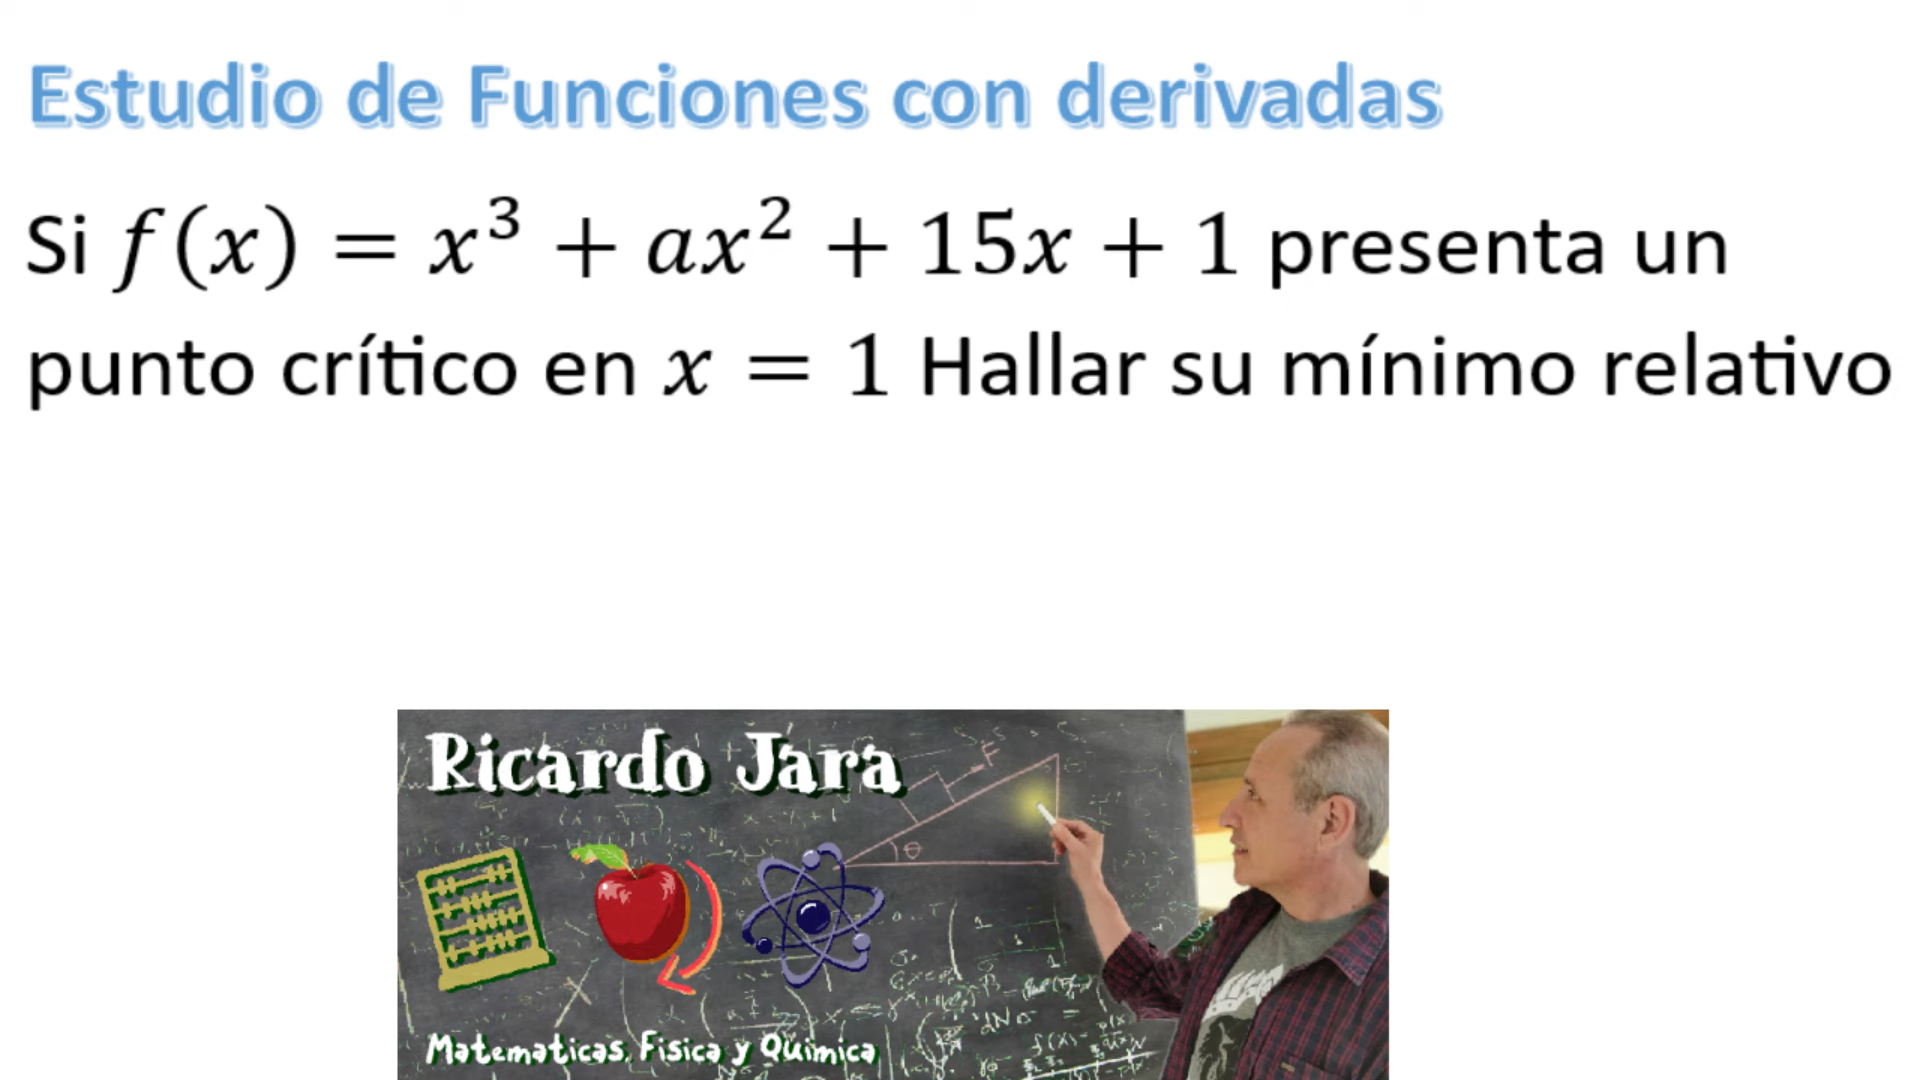 Estudio de Funciones con derivadas
Si f(x) = x³ + ax² + 15x + 1 presenta un
punto crítico en x = 1 Hallar su mínimo relativo
Ricardo Jara
F
θ
Matematicas, Fisica y Quimica